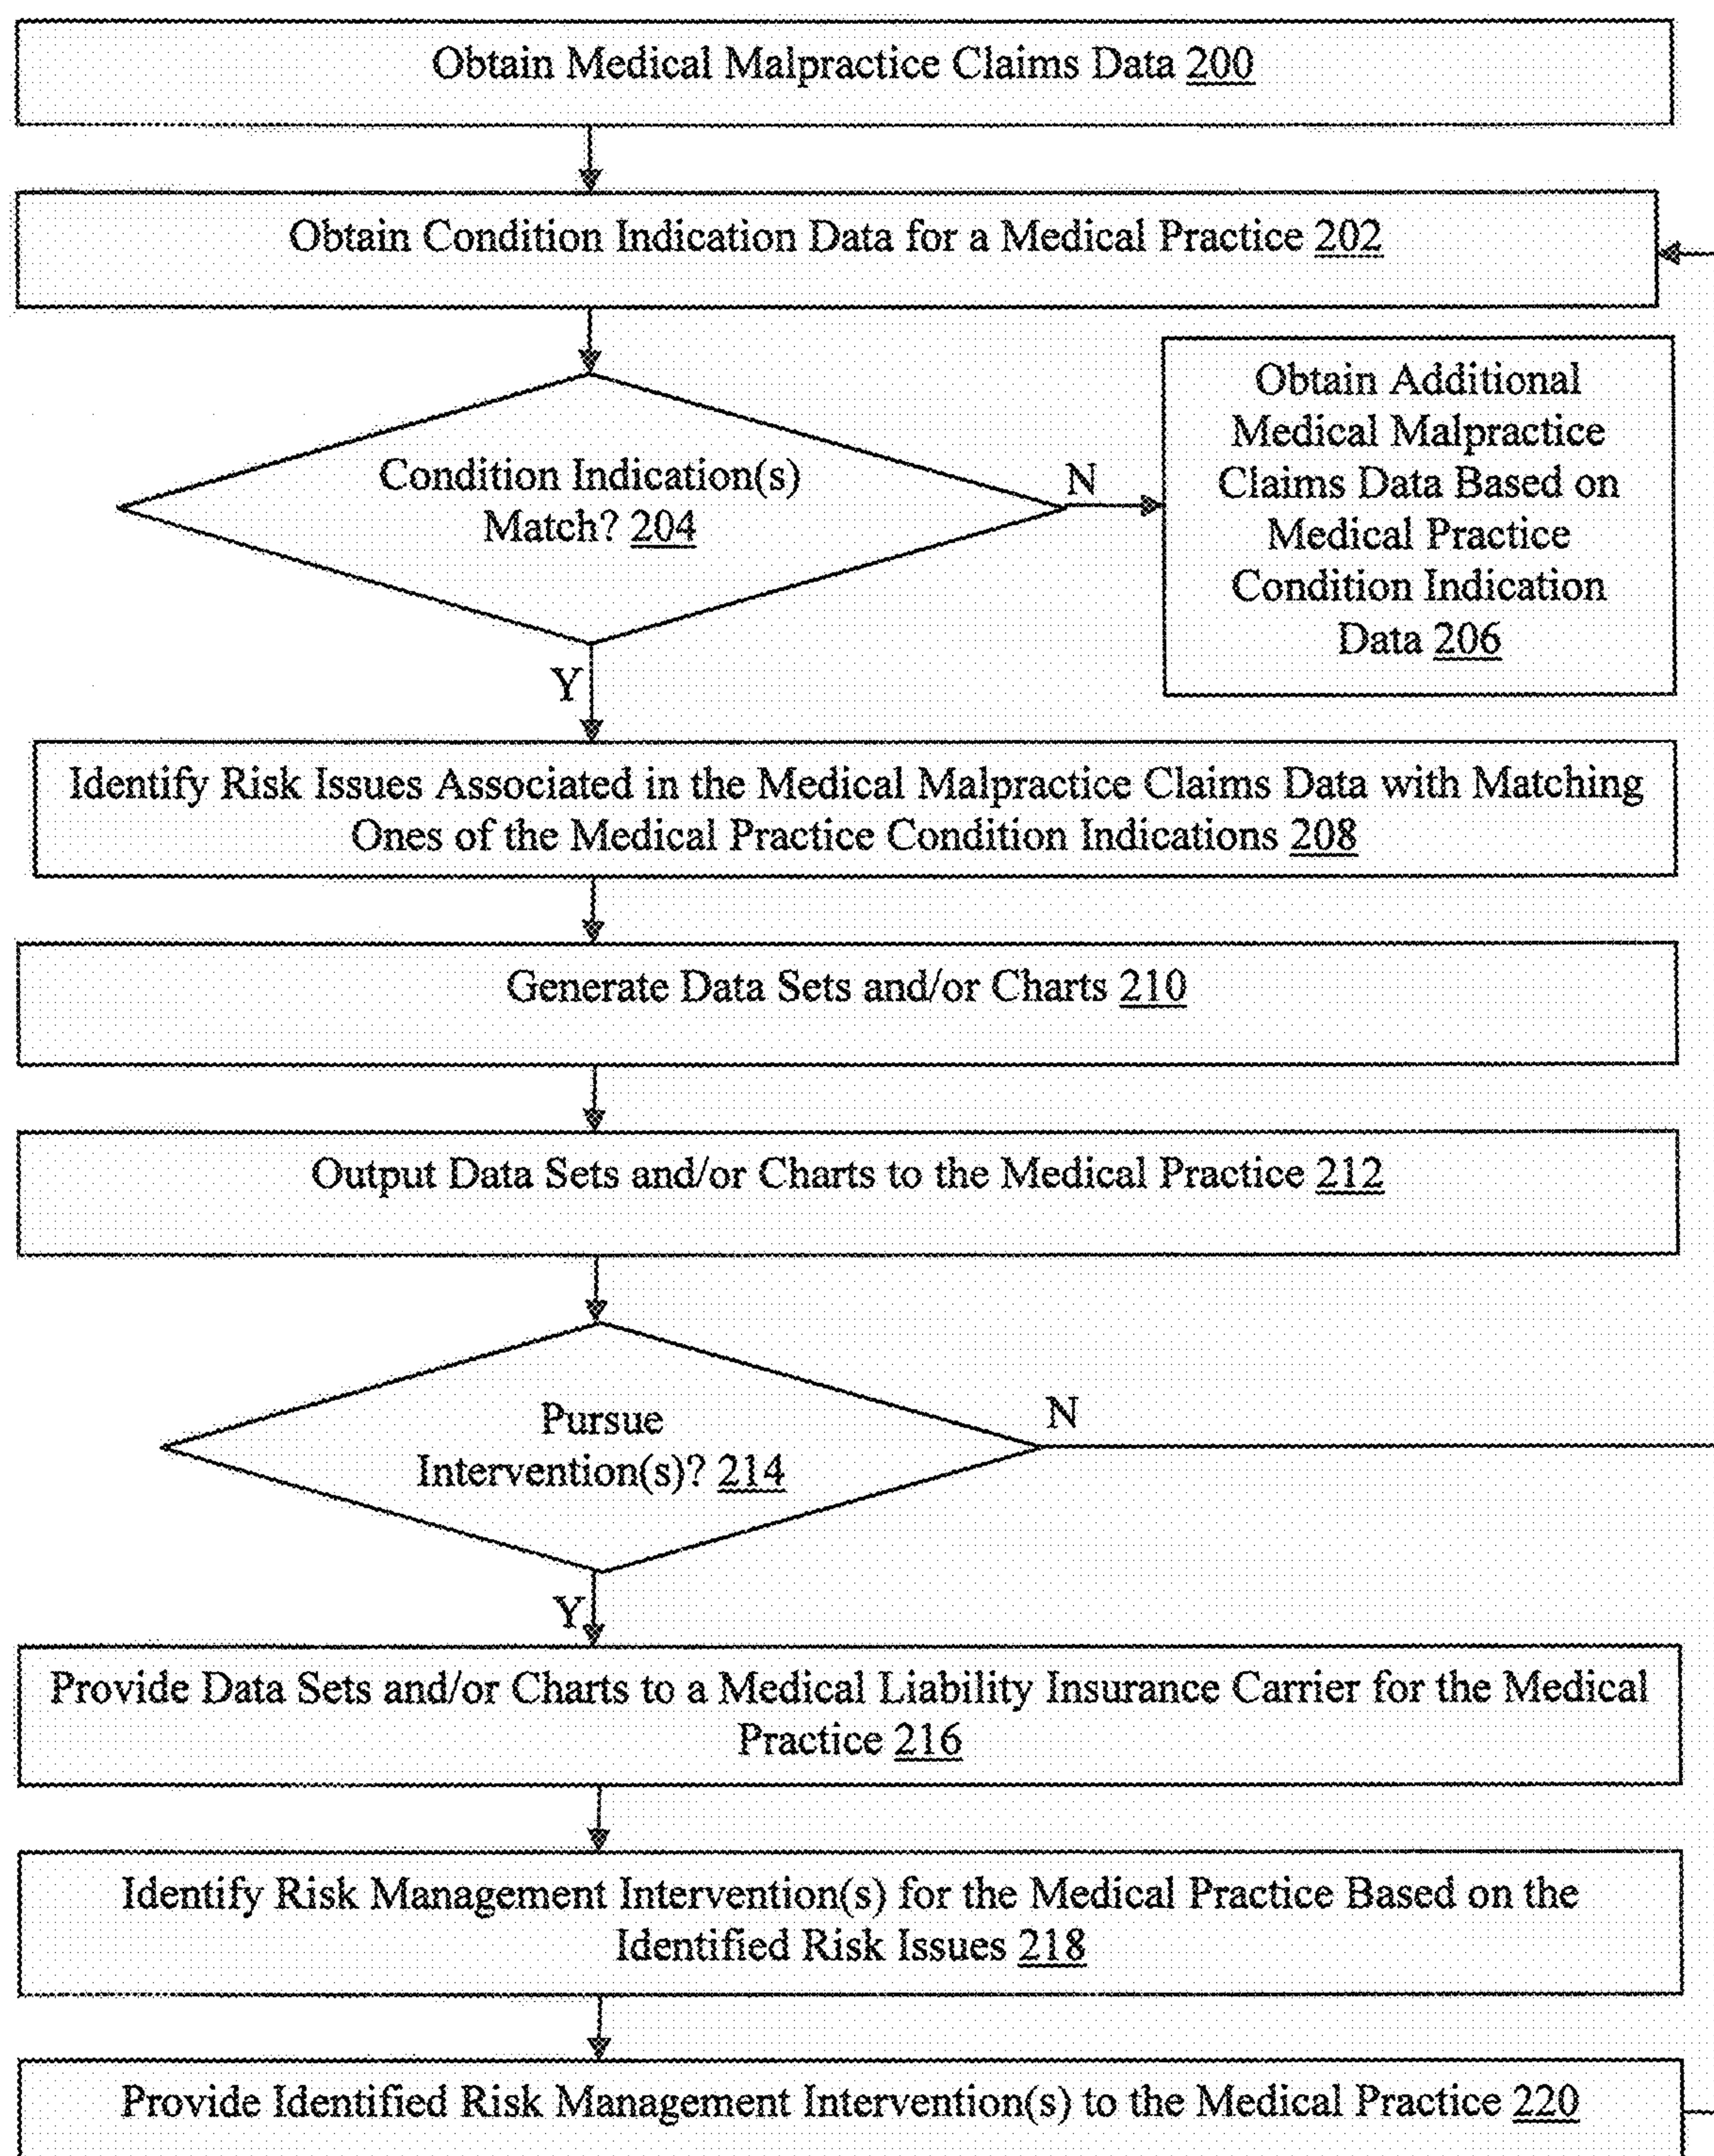 Obtain Medical Malpractice Claims Data 200
Obtain Condition Indication Data for a Medical Practice 202
Condition Indication(s)
Match? 204
N
Obtain Additional
Medical Malpractice
Claims Data Based on
Medical Practice
Condition Indication
Data 206
Y
Identify Risk Issues Associated in the Medical Malpractice Claims Data with Matching
Ones of the Medical Practice Condition Indications 208
Generate Data Sets and/or Charts 210
Output Data Sets and/or Charts to the Medical Practice 212
Pursue
Intervention(s)? 214
N
Y
Provide Data Sets and/or Charts to a Medical Liability Insurance Carrier for the Medical
Practice 216
Identify Risk Management Intervention(s) for the Medical Practice Based on the
Identified Risk Issues 218
Provide Identified Risk Management Intervention(s) to the Medical Practice 220